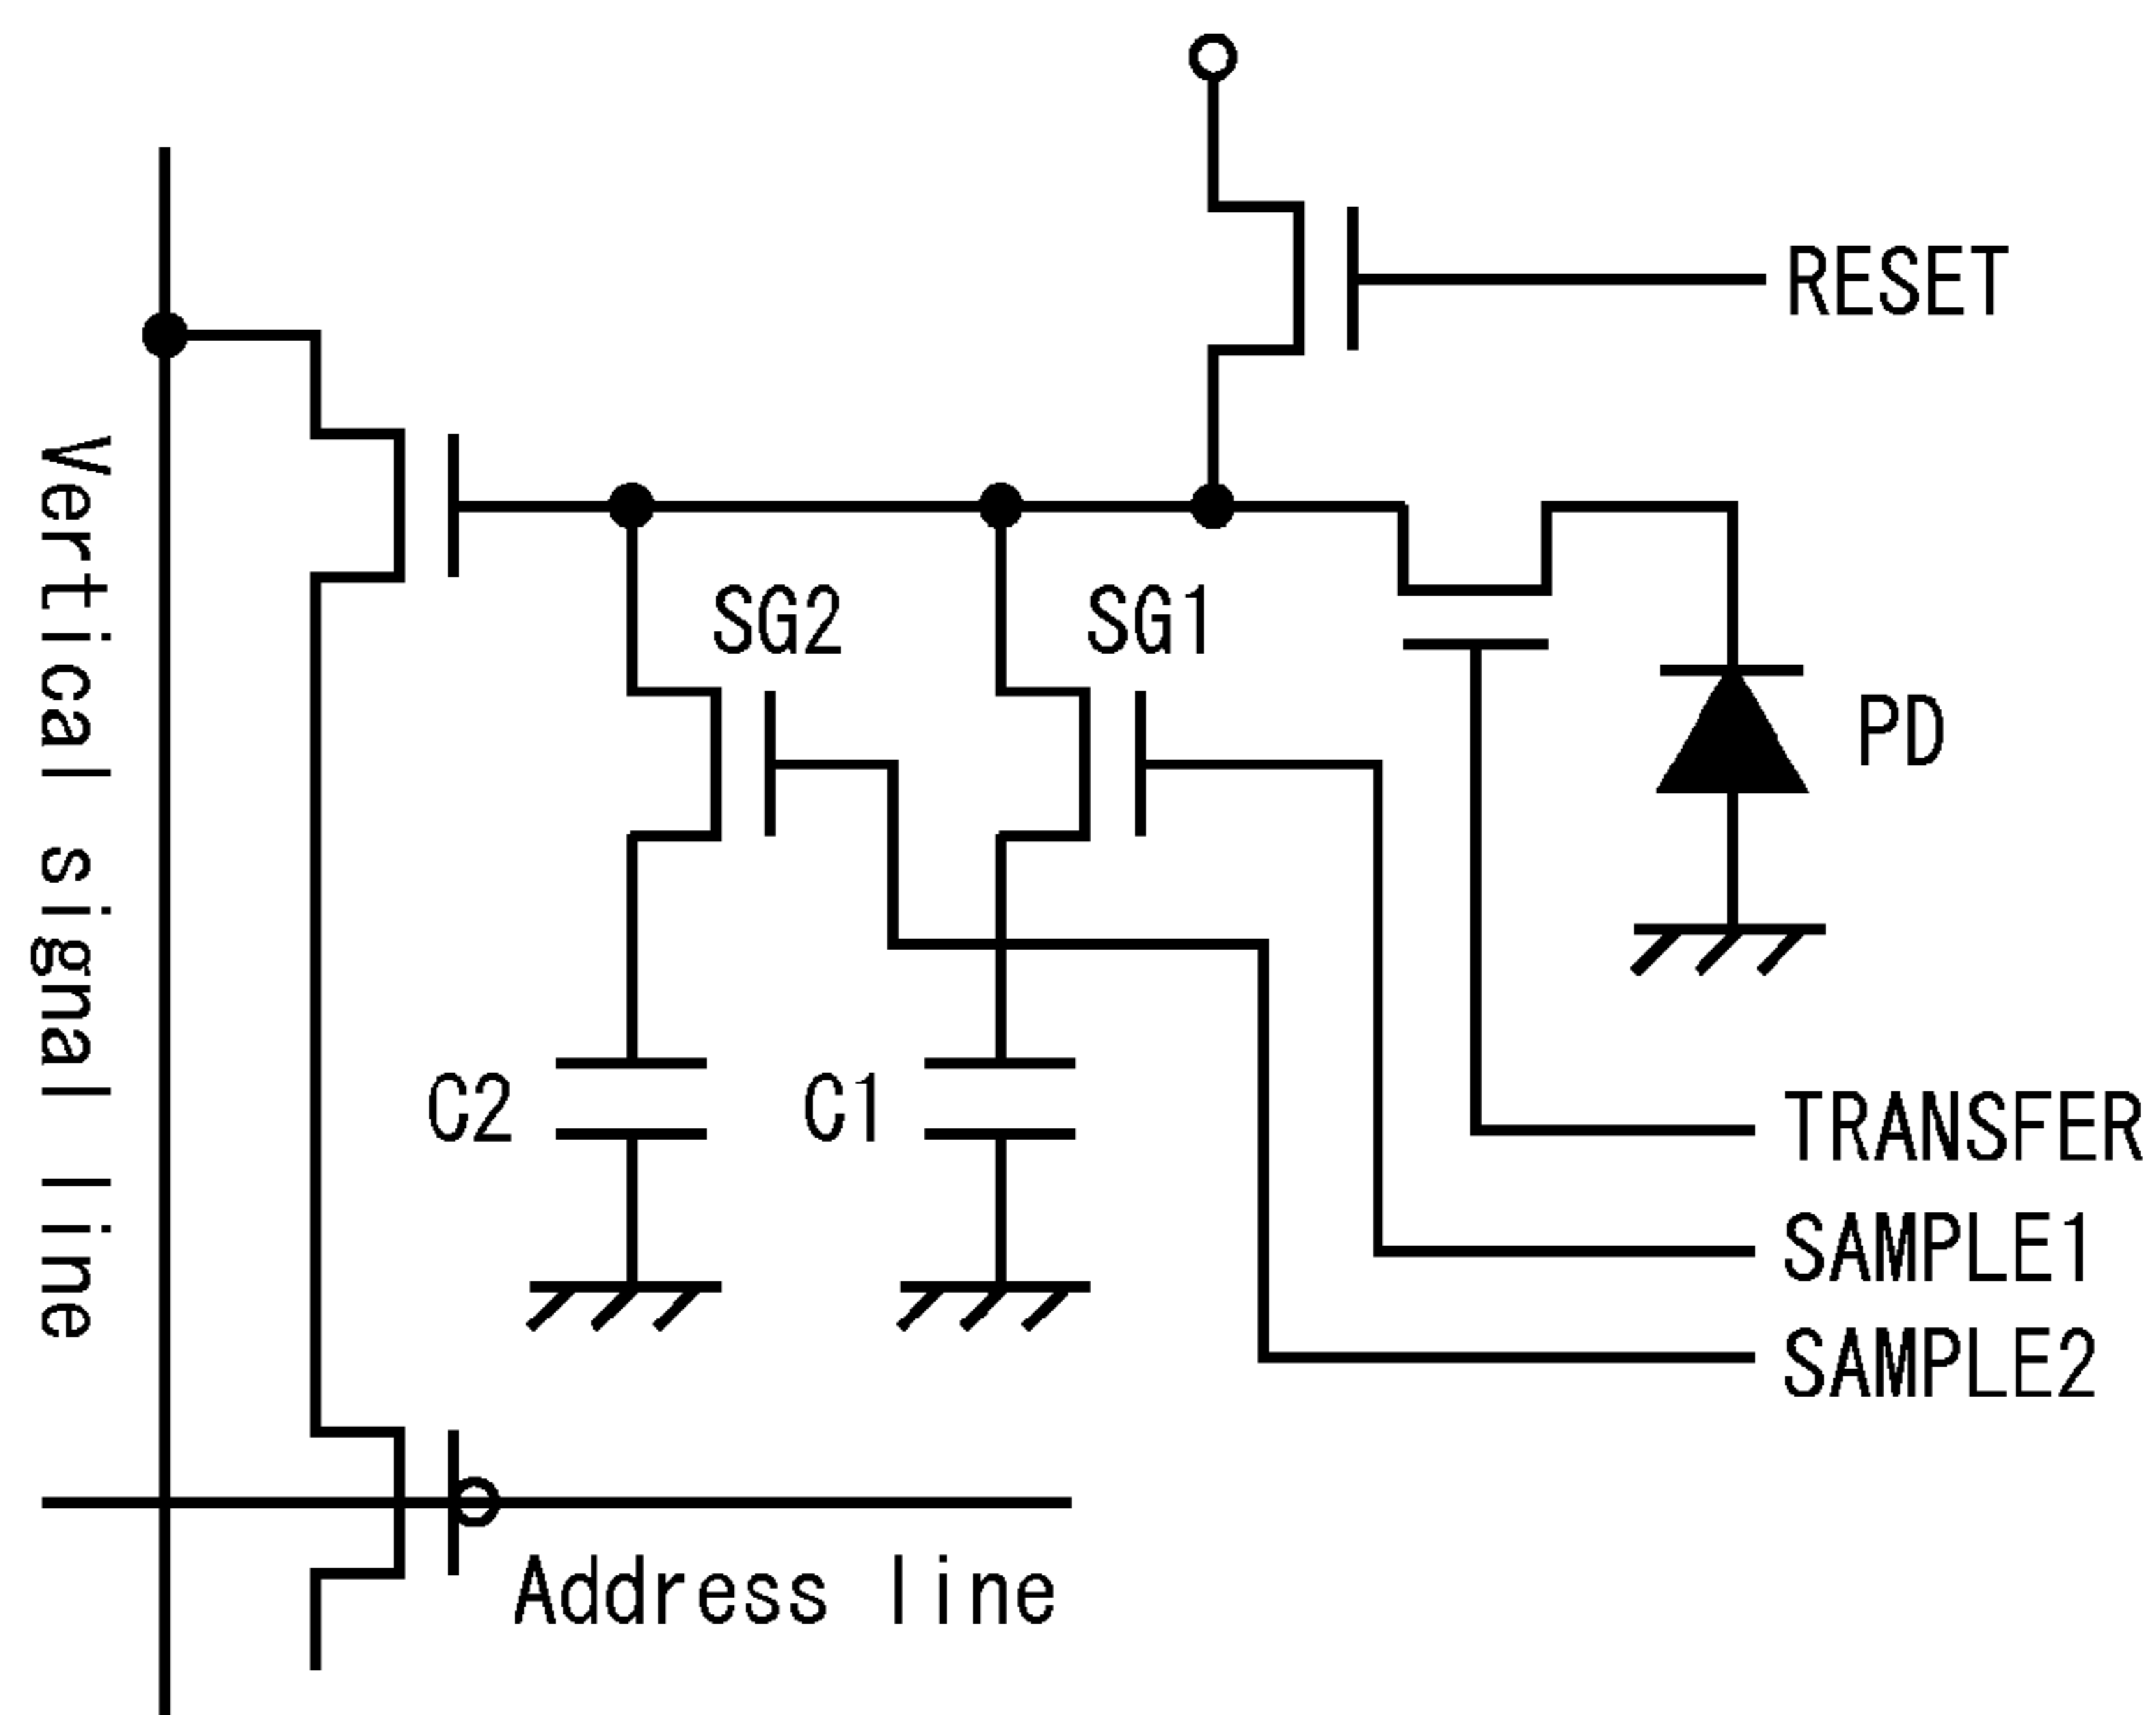 RESET
Vertical signal line
SG2
SG1
PD
C2
C1
TRANSFER
SAMPLE1
SAMPLE2
Address line